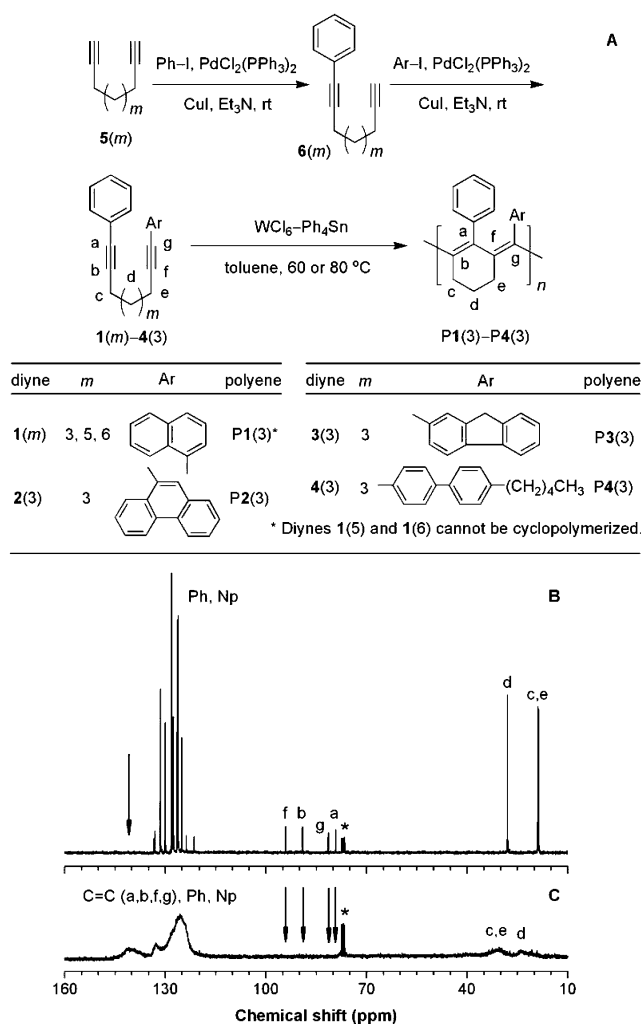 A
Ph–I, PdCl2(PPh3)2
CuI, Et3N, rt
Ar–I, PdCl2(PPh3)2
CuI, Et3N, rt
m
5(m)
m
6(m)
a
b
c
d
Ar
g
f
e
m
1(m)–4(3)
WCl6–Ph4Sn
toluene, 60 or 80 °C
a
b
c
d
e
f
g
Ar
n
P1(3)–P4(3)
diyne m Ar polyene
1(m) 3, 5, 6 P1(3)*
2(3) 3 P2(3)
diyne m Ar polyene
3(3) 3 P3(3)
4(3) 3 (CH2)4CH3 P4(3)
* Diynes 1(5) and 1(6) cannot be cyclopolymerized.
B
Ph, Np
f b g a *
d
c,e
C
C=C (a,b,f,g), Ph, Np
*
c,e
d
160 130 100 70 40 10
Chemical shift (ppm)